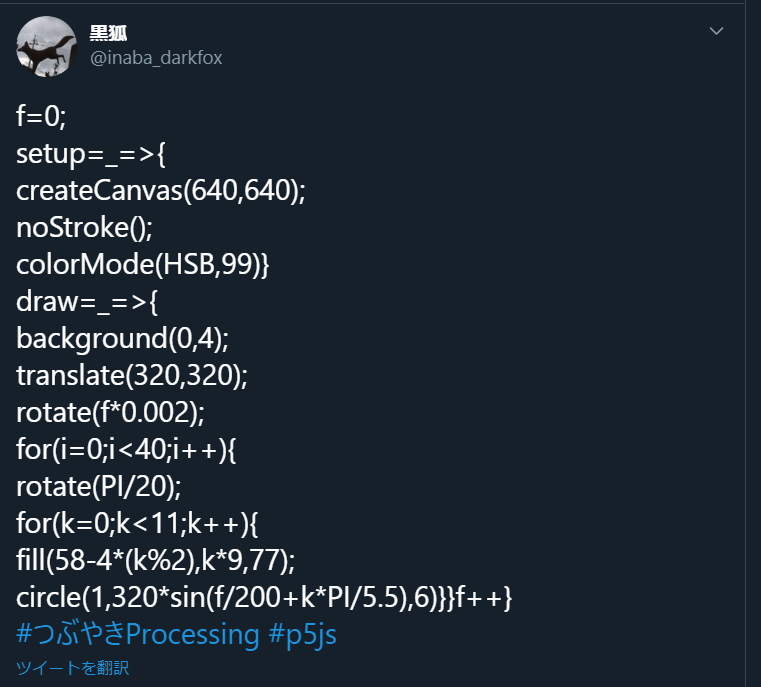 黒狐
@inaba_darkfox
f=0;
setup=_=>{
createCanvas(640,640);
noStroke();
colorMode(HSB,99)}
draw=_=>{
background(0,4);
translate(320,320);
rotate(f*0.002);
for(i=0;i<40;i++){
rotate(PI/20);
for(k=0;k<11;k++){
fill(58-4*(k%2),k*9,77);
circle(1,320*sin(f/200+k*PI/5.5),6)}}f++}
#つぶやきProcessing #p5js
ツイートを翻訳